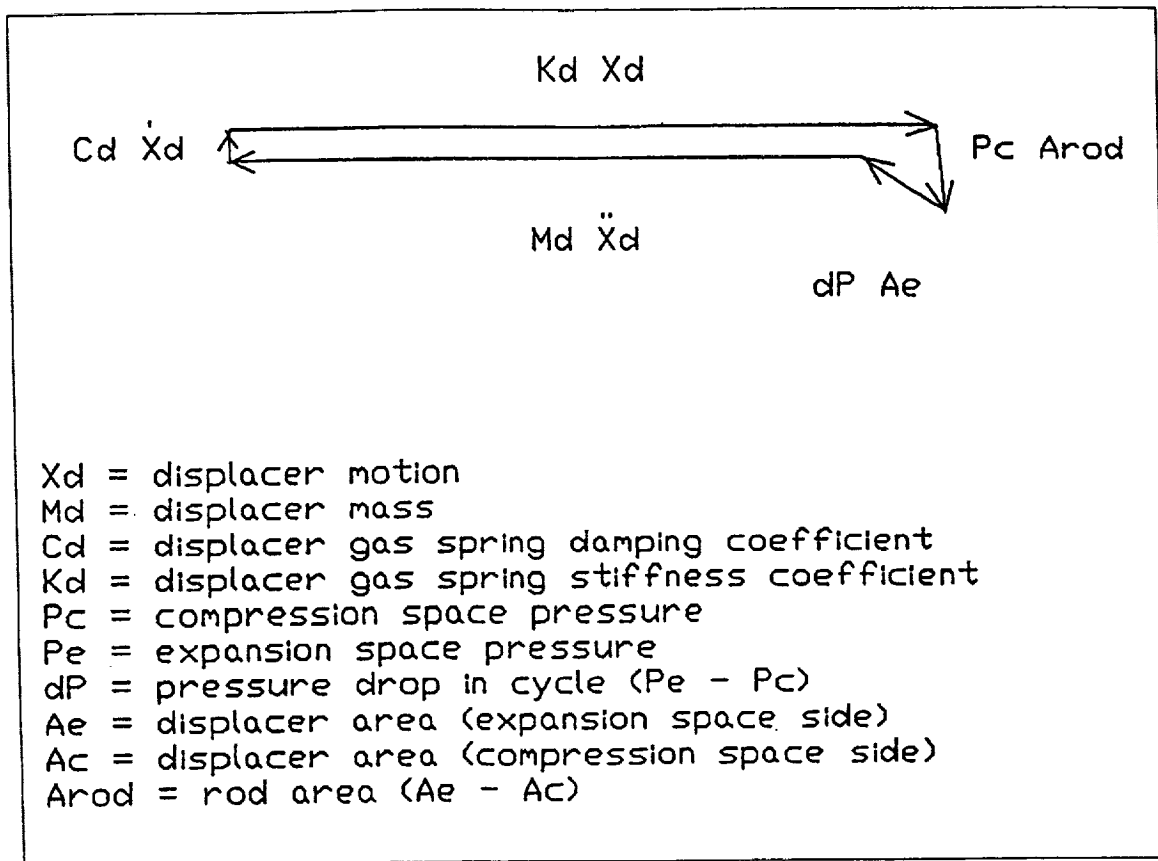 Kd Xd
Cd Ẋd
Pc Arod
Md Ẍd
dP Ae
Xd = displacer motion
Md = displacer mass
Cd = displacer gas spring damping coefficient
Kd = displacer gas spring stiffness coefficient
Pc = compression space pressure
Pe = expansion space pressure
dP = pressure drop in cycle (Pe - Pc)
Ae = displacer area (expansion space side)
Ac = displacer area (compression space side)
Arod = rod area (Ae - Ac)